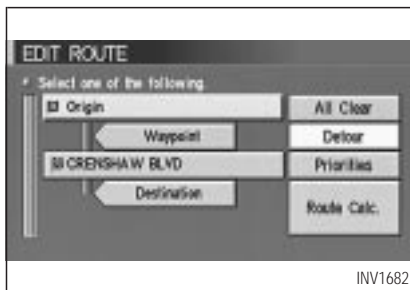 EDIT ROUTE
Select one of the following.
Origin
All Clear
Waypoint
Detour
CRENSHAW BLVD
Priorities
Destination
Route Calc.
INV1682